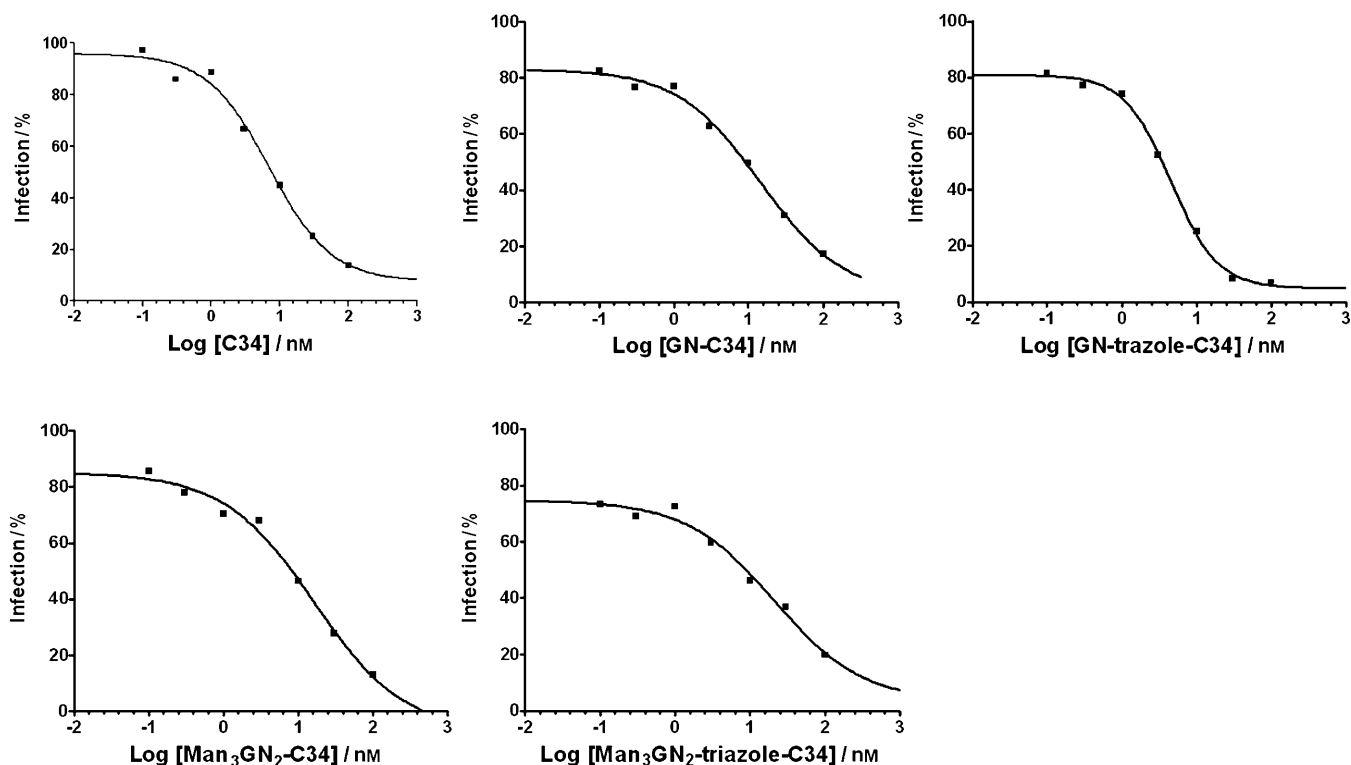 100
80
60
40
20
0
Infection / %
-2 -1 0 1 2 3
Log [C34] / nM
100
80
60
40
20
0
Infection / %
-2 -1 0 1 2 3
Log [GN-C34] / nM
100
80
60
40
20
0
Infection / %
-2 -1 0 1 2 3
Log [GN-trazole-C34] / nM
100
80
60
40
20
0
Infection / %
-2 -1 0 1 2 3
Log [Man₃GN₂-C34] / nM
100
80
60
40
20
0
Infection / %
-2 -1 0 1 2 3
Log [Man₃GN₂-triazole-C34] / nM